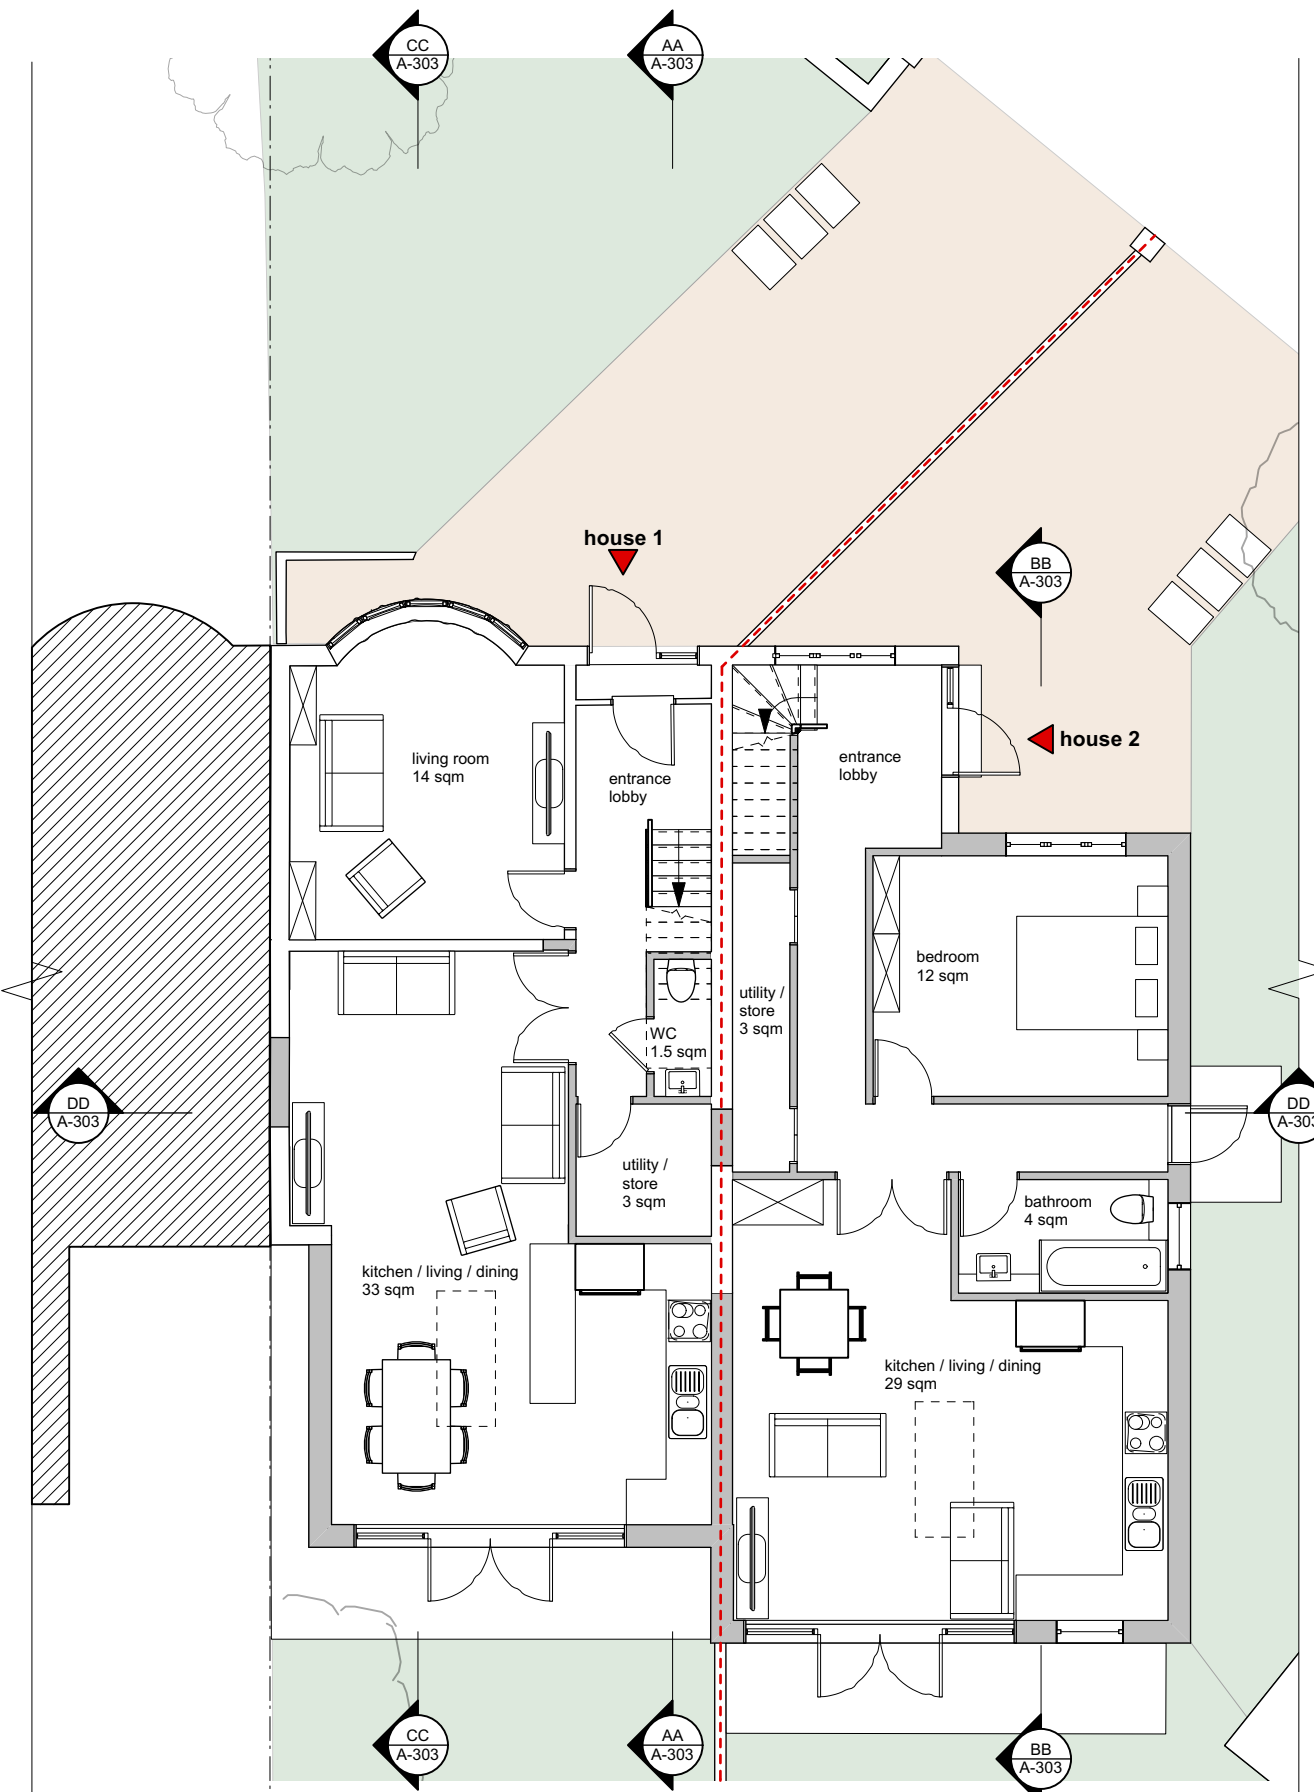 CC
A-303
AA
A-303
house 1
BB
A-303
house 2
living room
14 sqm
entrance
lobby
entrance
lobby
bedroom
12 sqm
utility /
store
3 sqm
WC
1.5 sqm
DD
A-303
DD
A-303
utility /
store
3 sqm
bathroom
4 sqm
kitchen / living / dining
33 sqm
kitchen / living / dining
29 sqm
CC
A-303
AA
A-303
BB
A-303